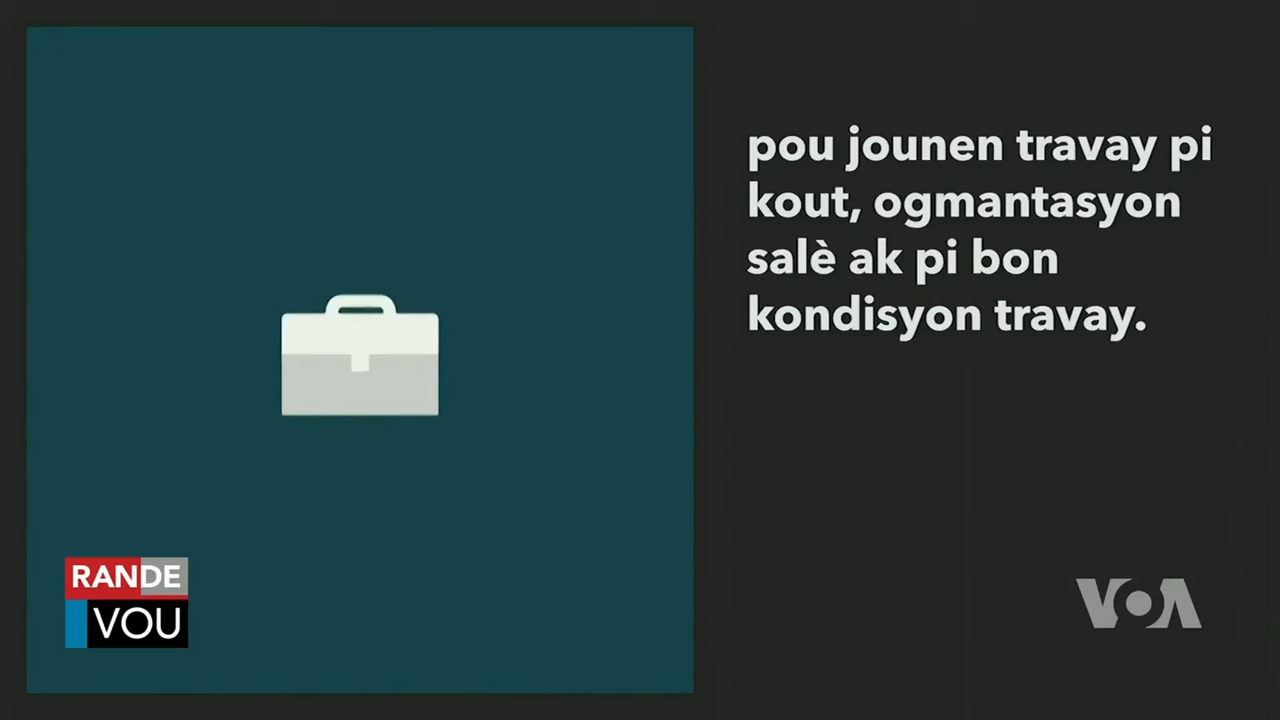 pou jounen travay pi
kout, ogmantasyon
salè ak pi bon
kondisyon travay.
RANDE
VOU
VOA